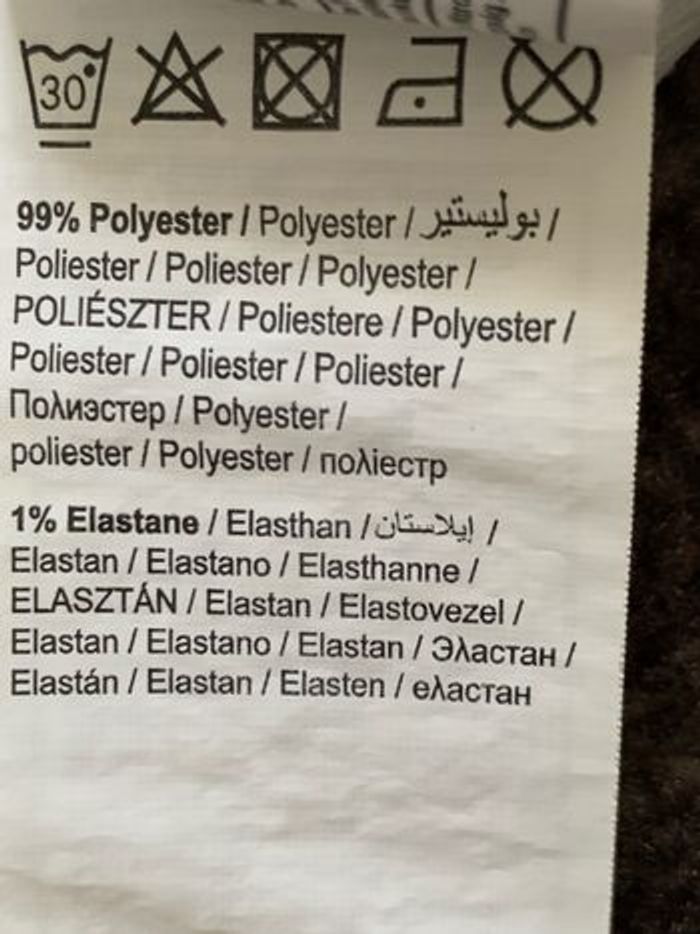 30°
99% Polyester / Polyester / بوليستير /
Poliester / Poliester / Polyester /
POLIÉSZTER / Poliestere / Polyester /
Poliester / Poliester / Poliester /
Полиэстер / Polyester /
poliester / Polyester / поліестр
1% Elastane / Elasthan / إيلاستان /
Elastan / Elastano / Elasthanne /
ELASZTÁN / Elastan / Elastovezel /
Elastan / Elastano / Elastan / Эластан /
Elastán / Elastan / Elasten / еластан